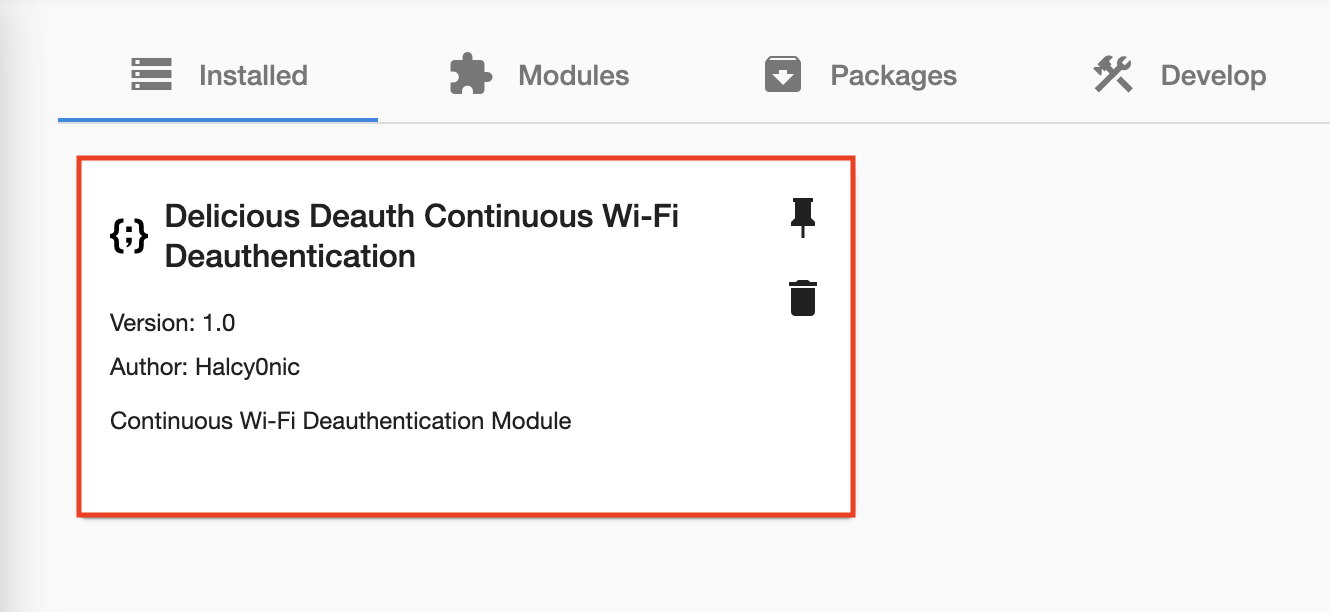 Installed
Modules
Packages
Develop
Delicious Deauth Continuous Wi-Fi
Deauthentication
Version: 1.0
Author: Halcy0nic
Continuous Wi-Fi Deauthentication Module